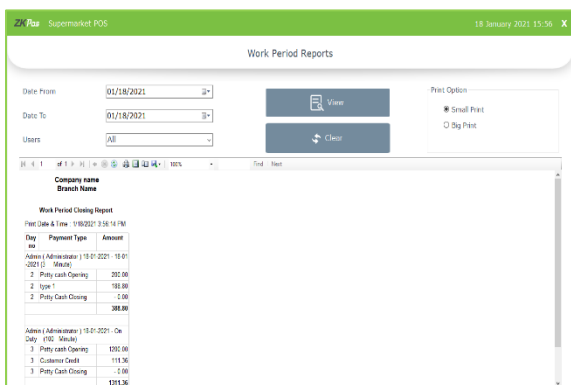 ZKPos Supermarket POS 18 January 2021 15:56 X
Work Period Reports
Date From 01/18/2021
Date To 01/18/2021
Users All
View
Clear
Print Option
Small Print
Big Print
1 of 1 100% Find Next
Company name
Branch Name
Work Period Closing Report
Print Date & Time : 1/18/2021 3:56:14 PM
Day no Payment Type Amount
Admin ( Administrator ) 18-01-2021 - 18-01
-2021 (3 Minute)
2 Petty cash Opening 200.00
2 type 1 188.80
2 Petty Cash Closing - 0.00
388.80
Admin ( Administrator ) 18-01-2021 - On
Duty (100 Minute)
3 Petty cash Opening 1200.00
3 Customer Credit 111.36
3 Petty Cash Closing - 0.00
1311.36